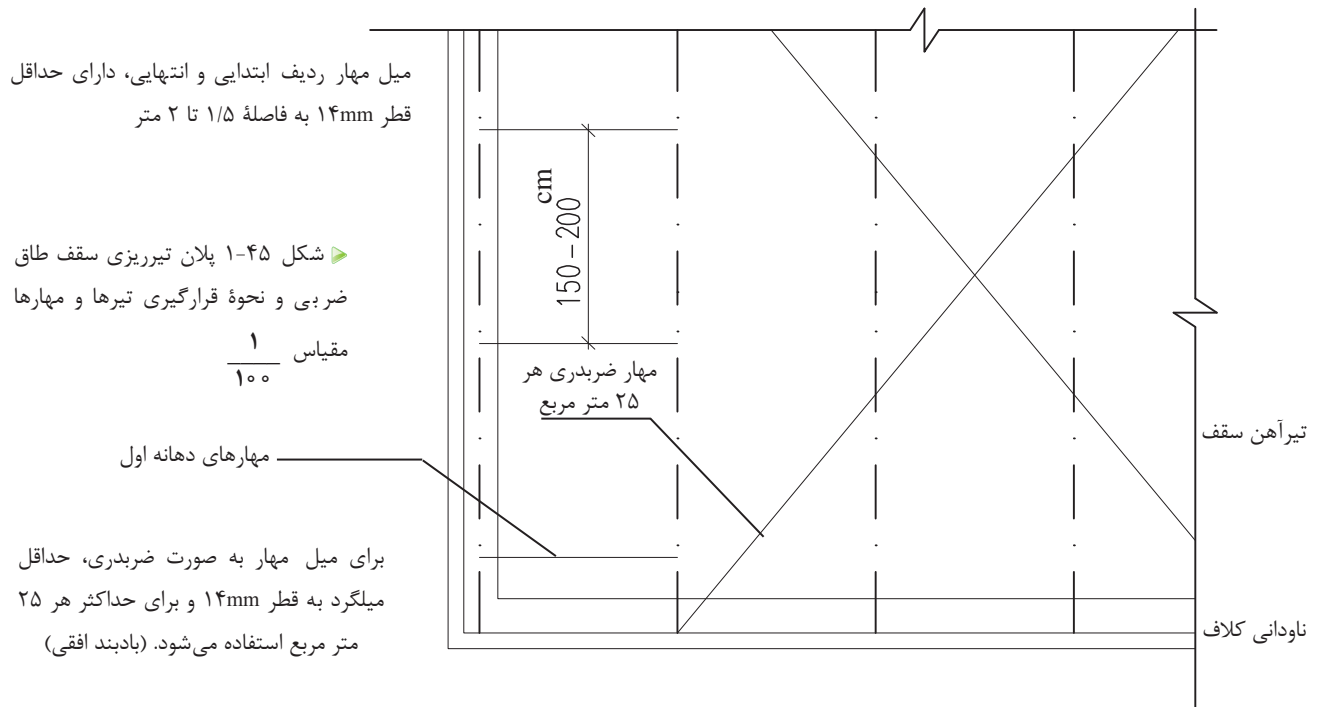 میل مهار ردیف ابتدایی و انتهایی، دارای حداقل
قطر ۱۴mm به فاصلهٔ ۱/۵ تا ۲ متر
شکل ۴۵-۱ پلان تیرریزی سقف طاق
ضربی و نحوهٔ قرارگیری تیرها و مهارها
مقیاس ۱
۱۰۰
150 – 200
cm
مهار ضربدری هر
۲۵ متر مربع
مهارهای دهانه اول
تیرآهن سقف
برای میل مهار به صورت ضربدری، حداقل
میلگرد به قطر ۱۴mm و برای حداکثر هر ۲۵
متر مربع استفاده می‌شود. (بادبند افقی)
ناودانی کلاف